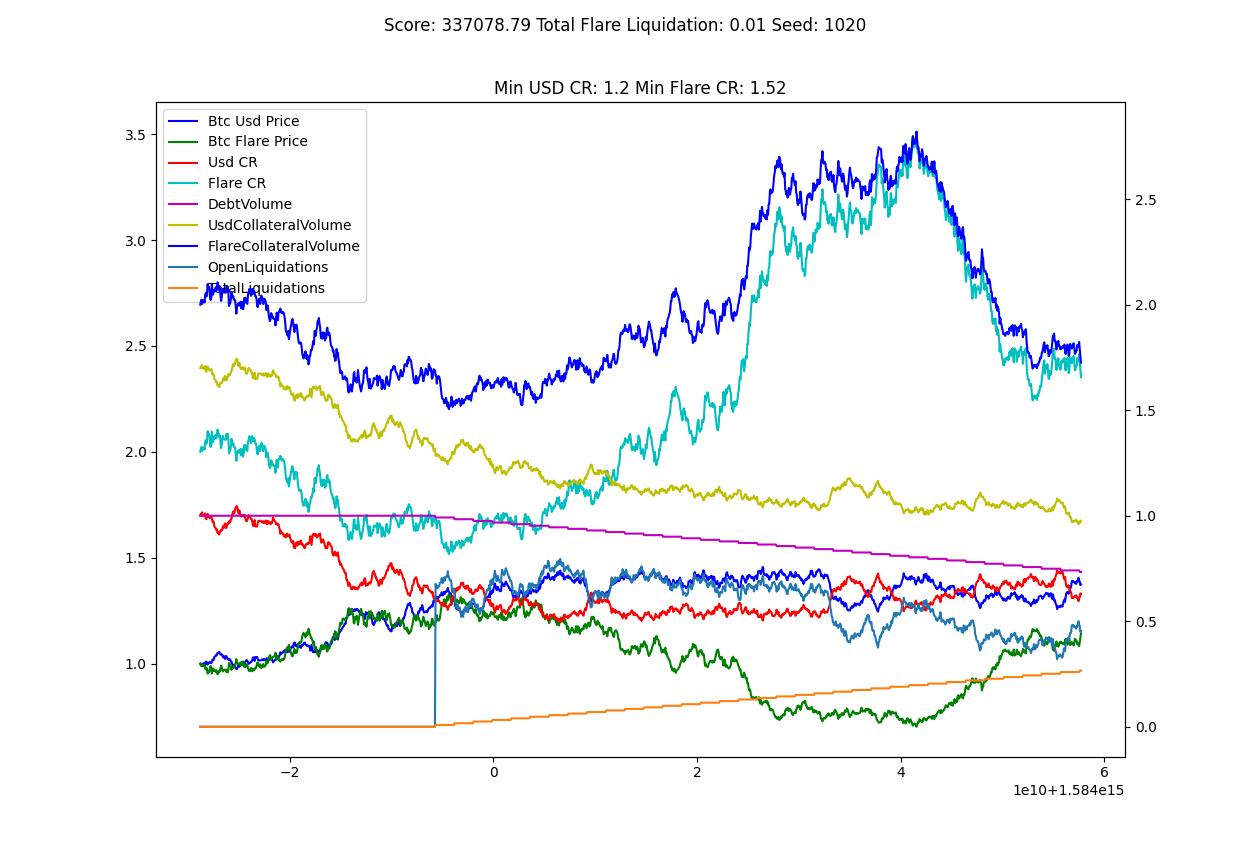 Score: 337078.79 Total Flare Liquidation: 0.01 Seed: 1020
Min USD CR: 1.2 Min Flare CR: 1.52
Btc Usd Price
Btc Flare Price
Usd CR
Flare CR
DebtVolume
UsdCollateralVolume
FlareCollateralVolume
OpenLiquidations
TotalLiquidations
3.5
3.0
2.5
2.0
1.5
1.0
2.5
2.0
1.5
1.0
0.5
0.0
−2
0
2
4
6
1e10+1.584e15